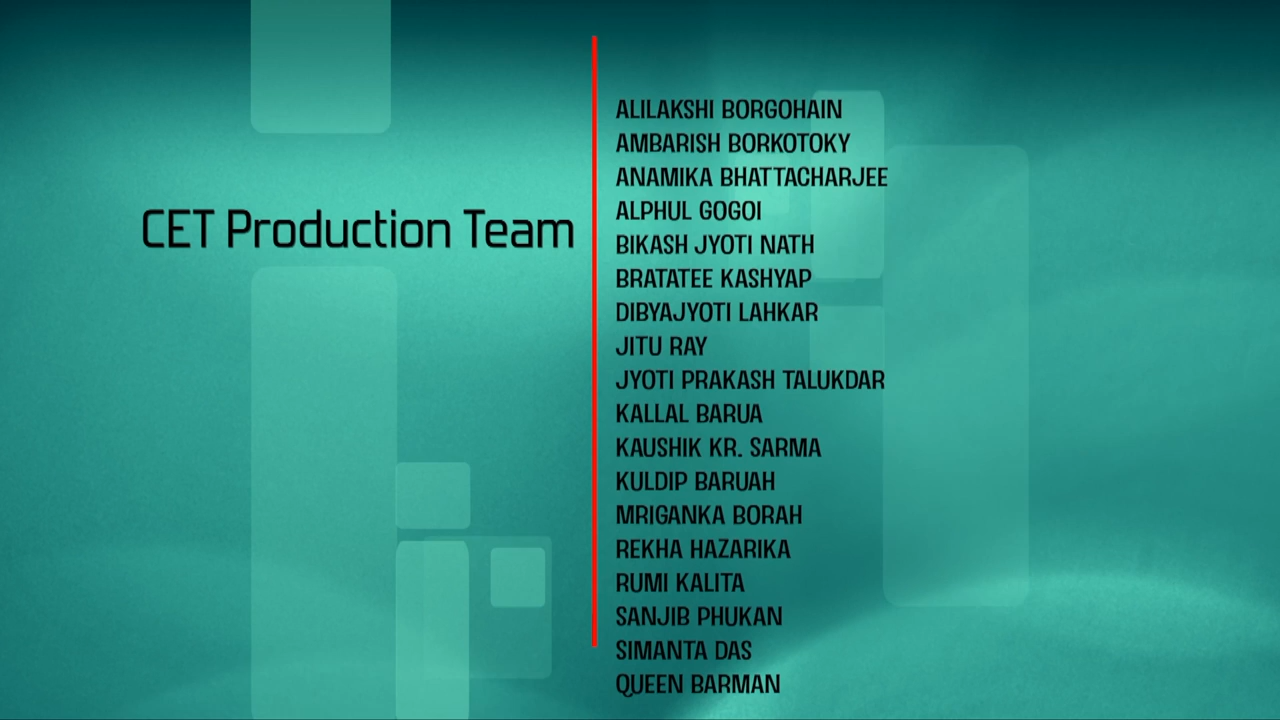 CET Production Team
ALILAKSHI BORGOHAIN
AMBARISH BORKOTOKY
ANAMIKA BHATTACHARJEE
ALPHUL GOGOI
BIKASH JYOTI NATH
BRATATEE KASHYAP
DIBYAJYOTI LAHKAR
JITU RAY
JYOTI PRAKASH TALUKDAR
KALLAL BARUA
KAUSHIK KR. SARMA
KULDIP BARUAH
MRIGANKA BORAH
REKHA HAZARIKA
RUMI KALITA
SANJIB PHUKAN
SIMANTA DAS
QUEEN BARMAN